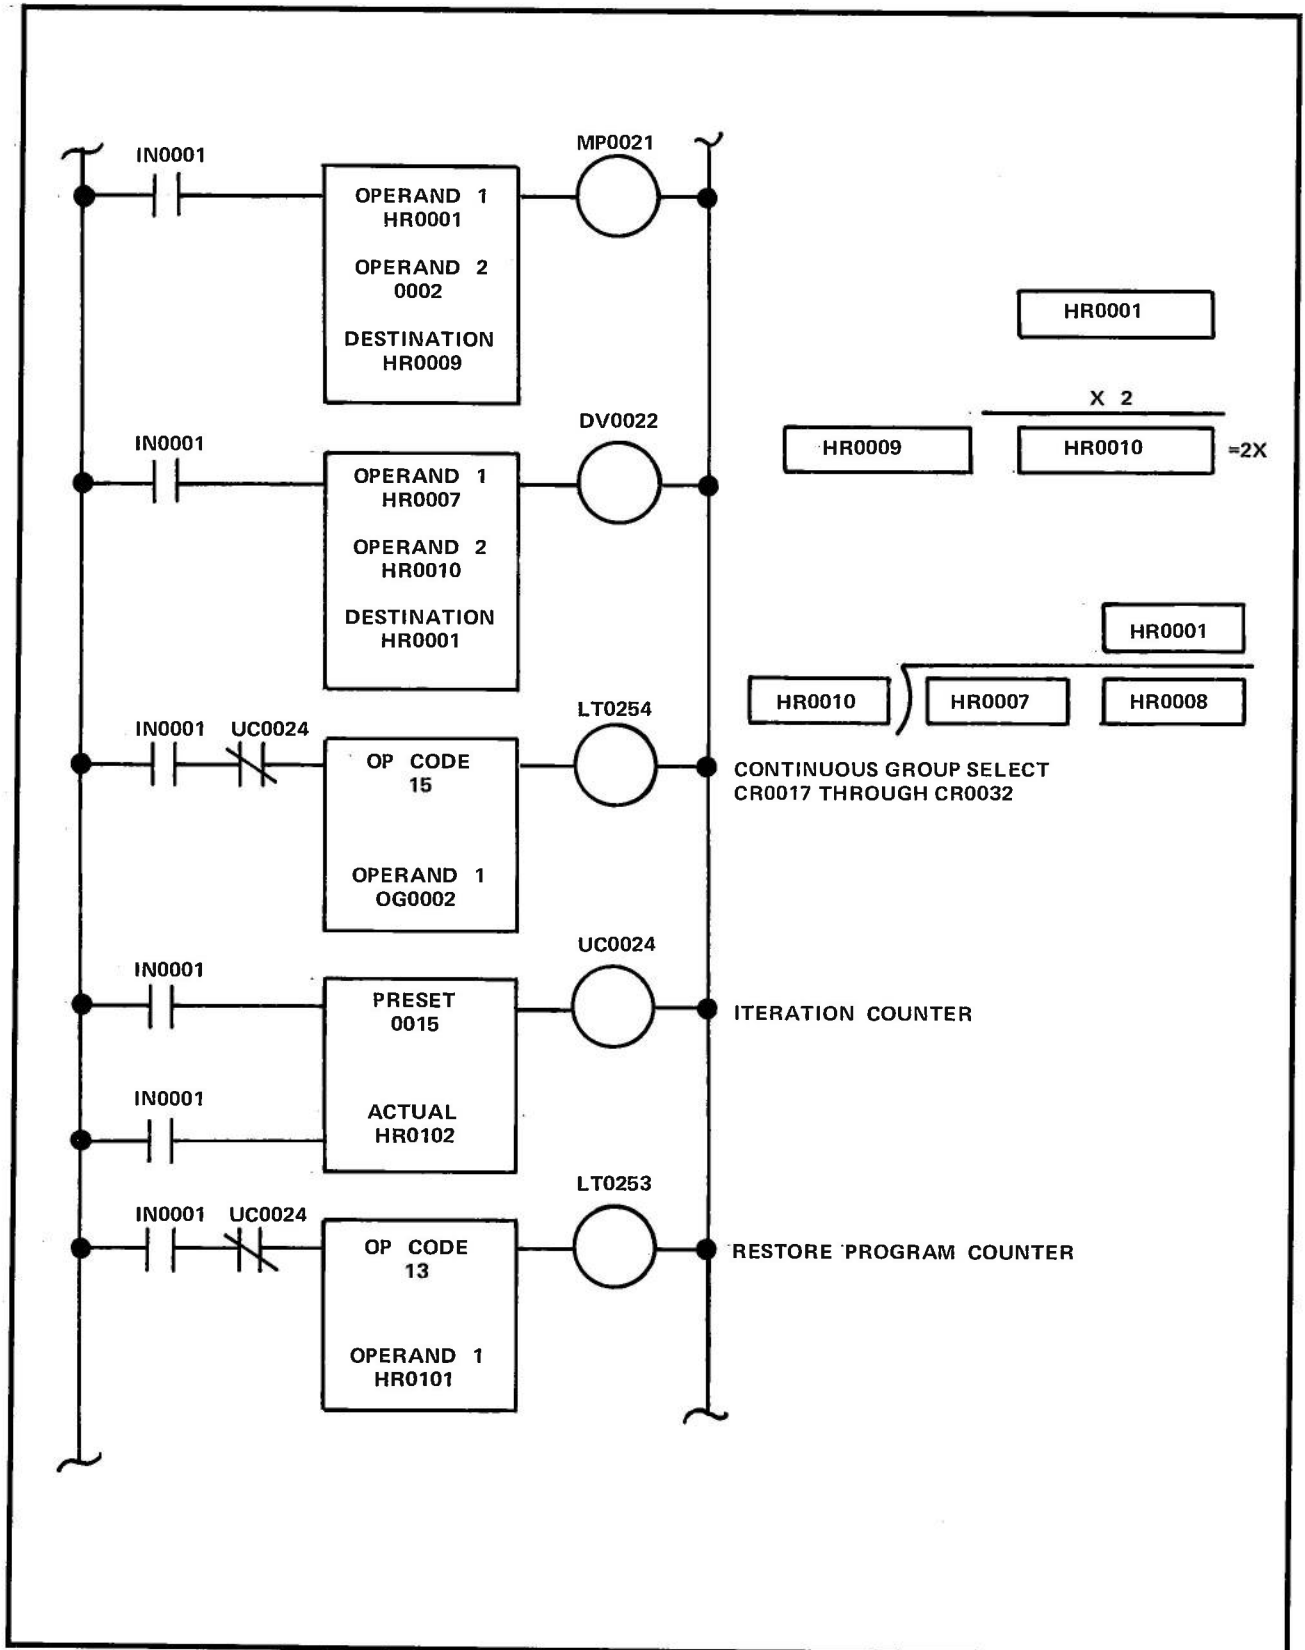 IN0001
MP0021
OPERAND 1
HR0001
OPERAND 2
0002
DESTINATION
HR0009
HR0001
X 2
HR0009
HR0010
=2X
IN0001
DV0022
OPERAND 1
HR0007
OPERAND 2
HR0010
DESTINATION
HR0001
HR0001
HR0010
HR0007
HR0008
IN0001
UC0024
LT0254
OP CODE
15
OPERAND 1
OG0002
CONTINUOUS GROUP SELECT
CR0017 THROUGH CR0032
IN0001
UC0024
PRESET
0015
ITERATION COUNTER
IN0001
ACTUAL
HR0102
IN0001
UC0024
LT0253
OP CODE
13
OPERAND 1
HR0101
RESTORE PROGRAM COUNTER